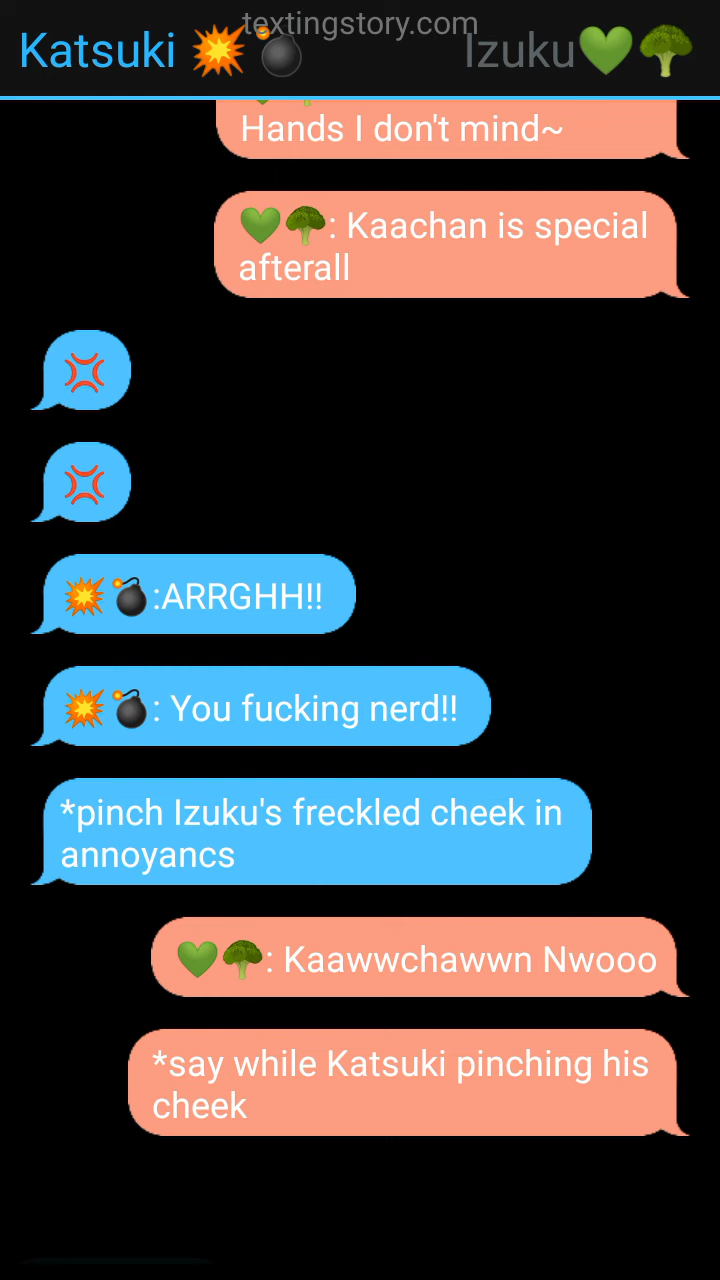 textingstory.com
Katsuki 💥💣 Izuku💚🥦
Hands I don't mind~
💚🥦: Kaachan is special
afterall
💢
💢
💥💣:ARRGHH!!
💥💣: You fucking nerd!!
*pinch Izuku's freckled cheek in
annoyancs
💚🥦: Kaawwchawwn Nwooo
*say while Katsuki pinching his
cheek